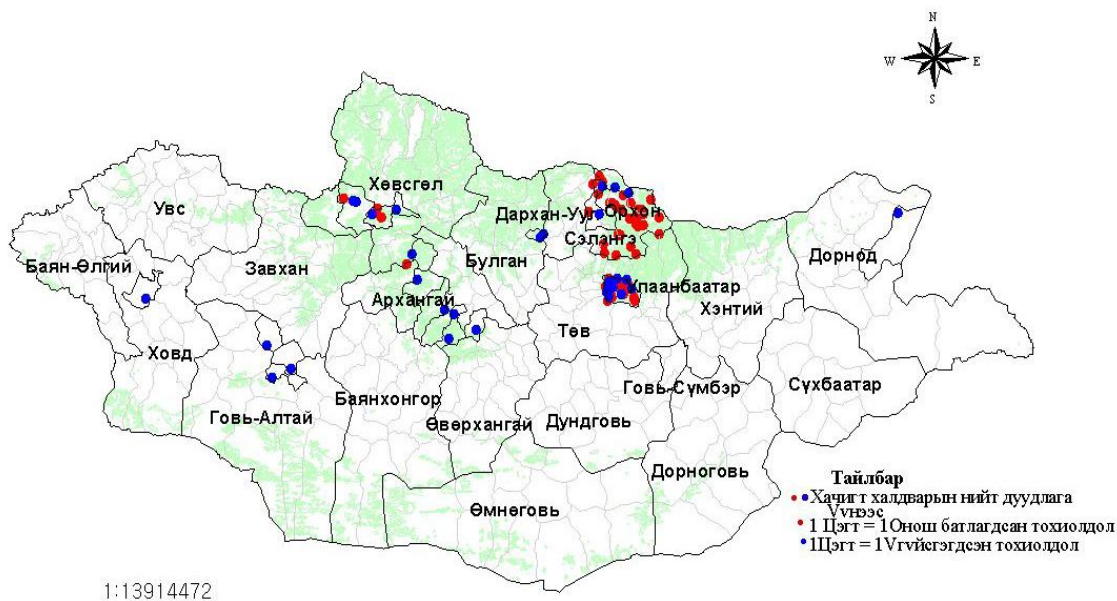 N
W E
S
Хөвсгөл
Увс
Дархан-Уул
Орхон
Сэлэнгэ
Баян-Өлгий
Завхан
Булган
Дорнод
Архангай
Улаанбаатар
Хэнтий
Төв
Ховд
Говь-Сүмбэр
Сүхбаатар
Говь-Алтай
Баянхонгор
Өвөрхангай
Дундговь
Дорноговь
Өмнөговь
Тайлбар
Хачигт халдварын нийт дуудлага
Vvнээс
1 Цэгт = 1Онош батлагдсан тохиолдол
1Цэгт = 1Vгvйсгэгдсэн тохиолдол
1:13914472